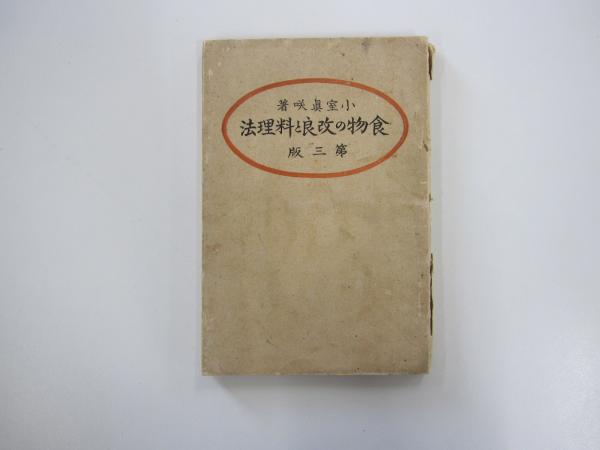 小室眞咲著
食物の改良と料理法
第三版